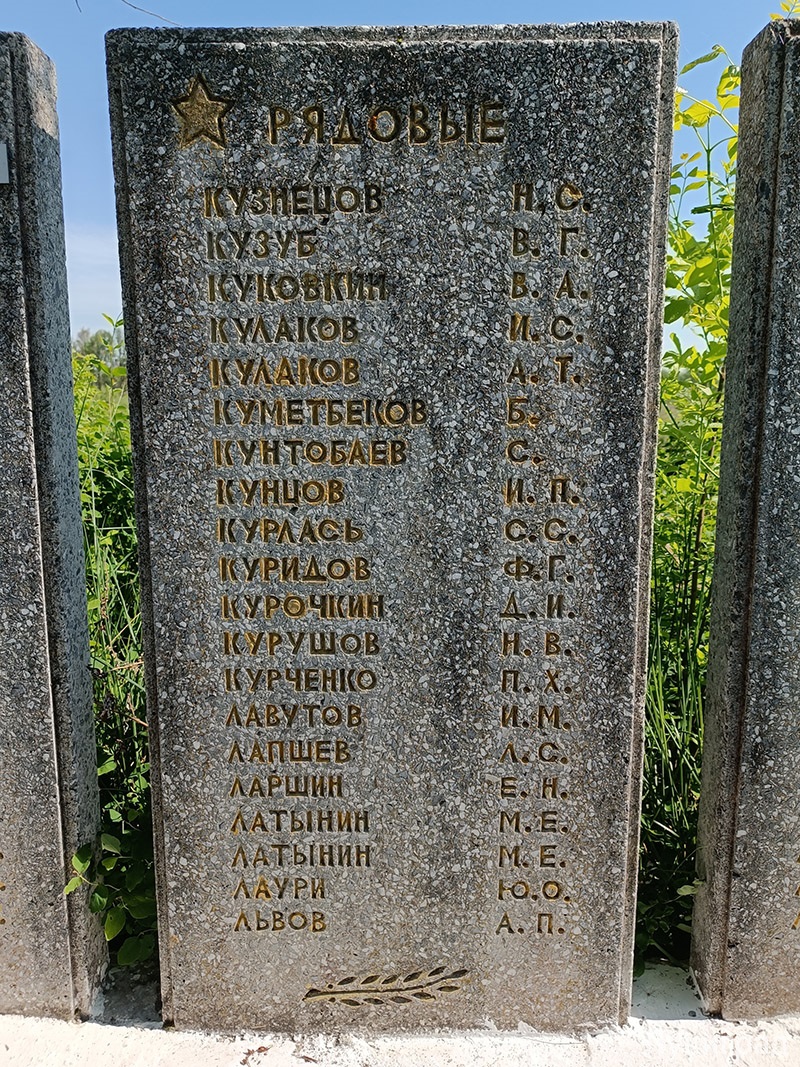 РЯДОВЫЕ
КУЗНЕЦОВ Н.С.
КУЗУБ В. Г.
КУКОВКИН В. А.
КУЛАКОВ И.С.
КУЛАКОВ А. Т.
КУМЕТБЕКОВ Б.
КУНТОБАЕВ С.
КУНЦОВ И. П.
КУРЛАСЬ С.С.
КУРИДОВ Ф.Г.
КУРОЧКИН Д.И.
КУРУШОВ Н. В.
КУРЧЕНКО П. Х.
ЛАВУТОВ И.М.
ЛАПШЕВ Л.С.
ЛАРШИН Е. Н.
ЛАТЫНИН М.Е.
ЛАТЫНИН М.Е.
ЛАУРИ Ю.О.
ЛЬВОВ А. П.